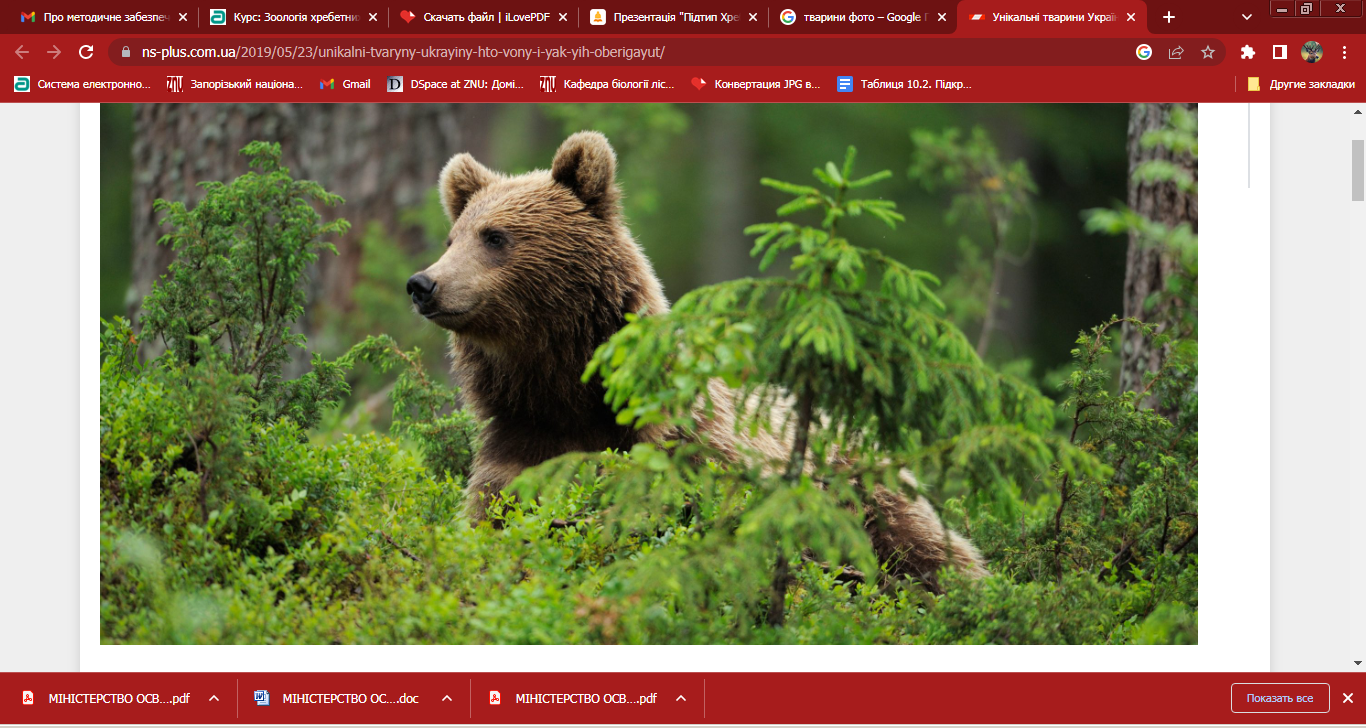 Про методичне забезпеч
Курс: Зоологія хребетни
Скачать файл | iLovePDF
Презентація "Підтип Хре
тварини фото – Google П
Унікальні тварини Украї
ns-plus.com.ua/2019/05/23/unikalni-tvaryny-ukrayiny-hto-vony-i-yak-yih-oberigayut/
Система електронно...
Запорізький націона...
Gmail
DSpace at ZNU: Домі...
Кафедра біології ліс...
Конвертация JPG в...
Таблиця 10.2. Підкр...
Другие закладки
МІНІСТЕРСТВО ОСВ....pdf
МІНІСТЕРСТВО ОС....doc
МІНІСТЕРСТВО ОСВ....pdf
Показать все